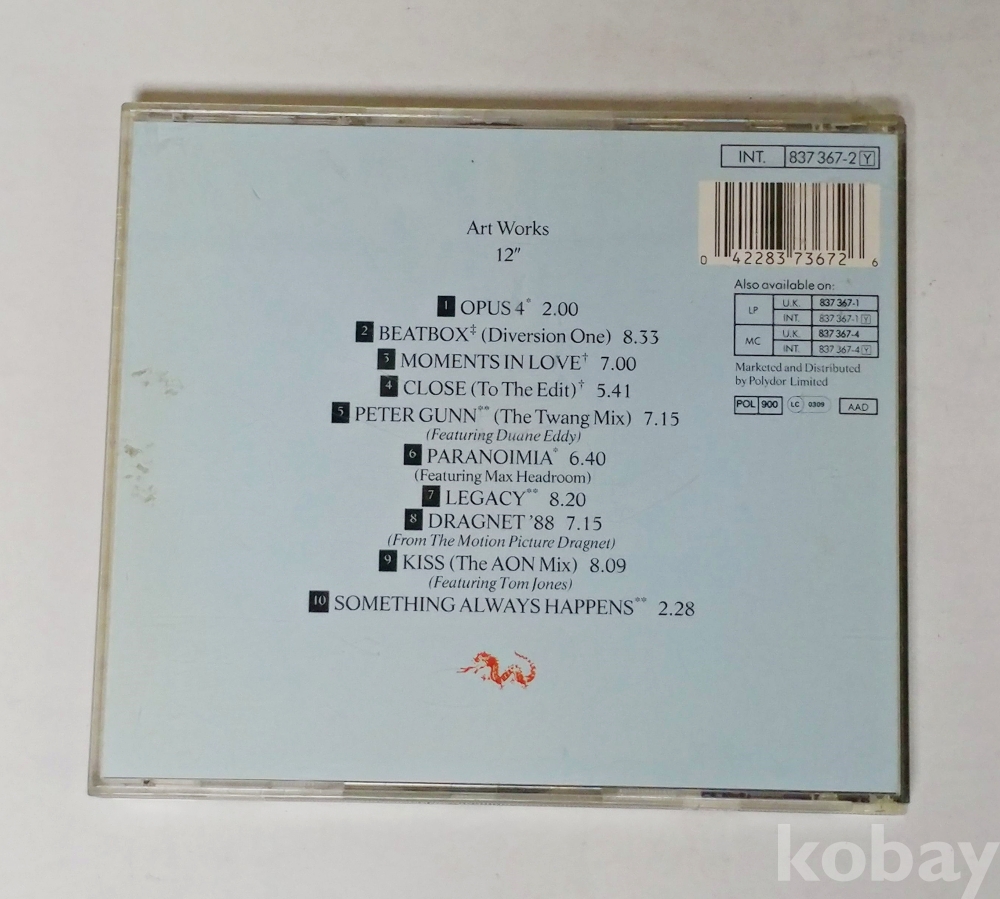 INT. 837 367-2 Y
0 42283 73672 6
Also available on:
LP U.K. 837 367-1
INT. 837 367-1 Y
MC U.K. 837 367-4
INT. 837 367-4 Y
Marketed and Distributed
by Polydor Limited
POL 900 LC 0309 AAD
Art Works
12"
1 OPUS 4* 2.00
2 BEATBOX‡ (Diversion One) 8.33
3 MOMENTS IN LOVE† 7.00
4 CLOSE (To The Edit)† 5.41
5 PETER GUNN** (The Twang Mix) 7.15
(Featuring Duane Eddy)
6 PARANOIMIA* 6.40
(Featuring Max Headroom)
7 LEGACY** 8.20
8 DRAGNET '88 7.15
(From The Motion Picture Dragnet)
9 KISS (The AON Mix) 8.09
(Featuring Tom Jones)
10 SOMETHING ALWAYS HAPPENS** 2.28
kobay